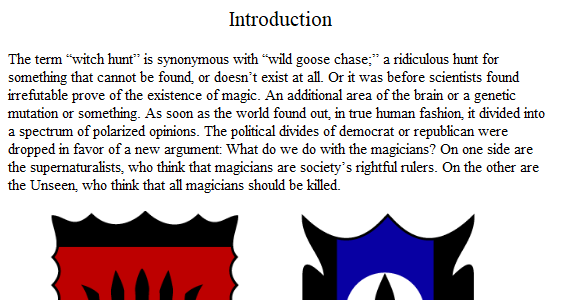 Introduction
The term “witch hunt” is synonymous with “wild goose chase;” a ridiculous hunt for
something that cannot be found, or doesn’t exist at all. Or it was before scientists found
irrefutable prove of the existence of magic. An additional area of the brain or a genetic
mutation or something. As soon as the world found out, in true human fashion, it divided into
a spectrum of polarized opinions. The political divides of democrat or republican were
dropped in favor of a new argument: What do we do with the magicians? On one side are
the supernaturalists, who think that magicians are society’s rightful rulers. On the other are
the Unseen, who think that all magicians should be killed.